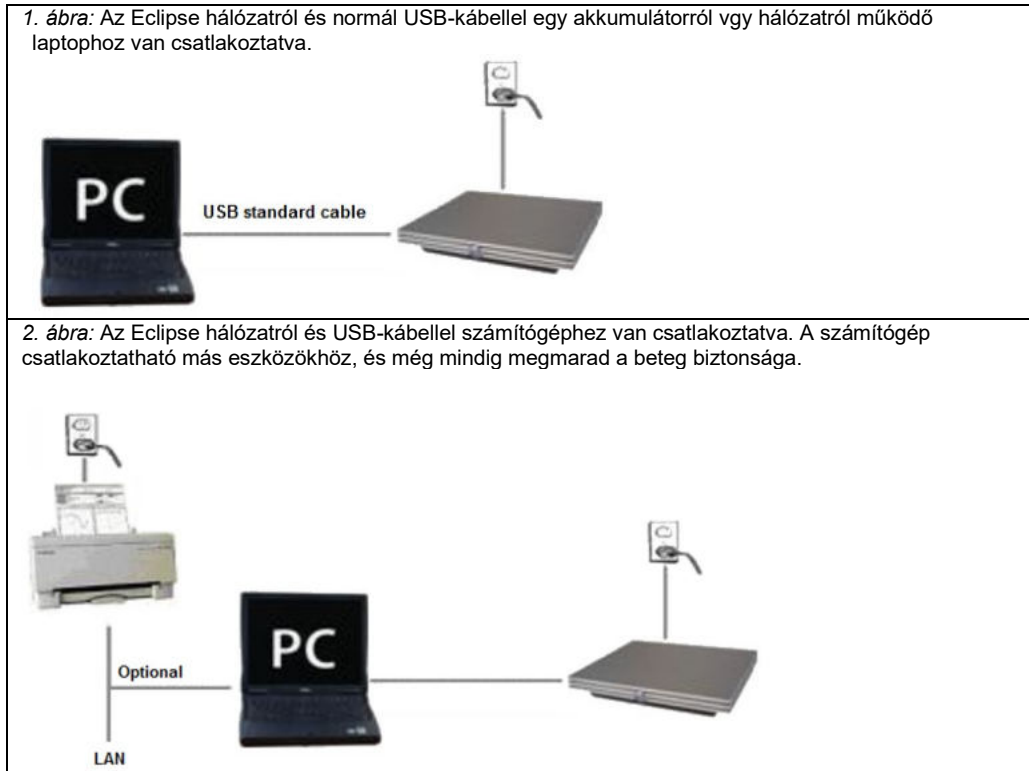 1. ábra: Az Eclipse hálózatról és normál USB-kábellel egy akkumulátorról vgy hálózatról működő
laptophoz van csatlakoztatva.
PC
USB standard cable
2. ábra: Az Eclipse hálózatról és USB-kábellel számítógéphez van csatlakoztatva. A számítógép
csatlakoztatható más eszközökhöz, és még mindig megmarad a beteg biztonsága.
PC
Optional
LAN